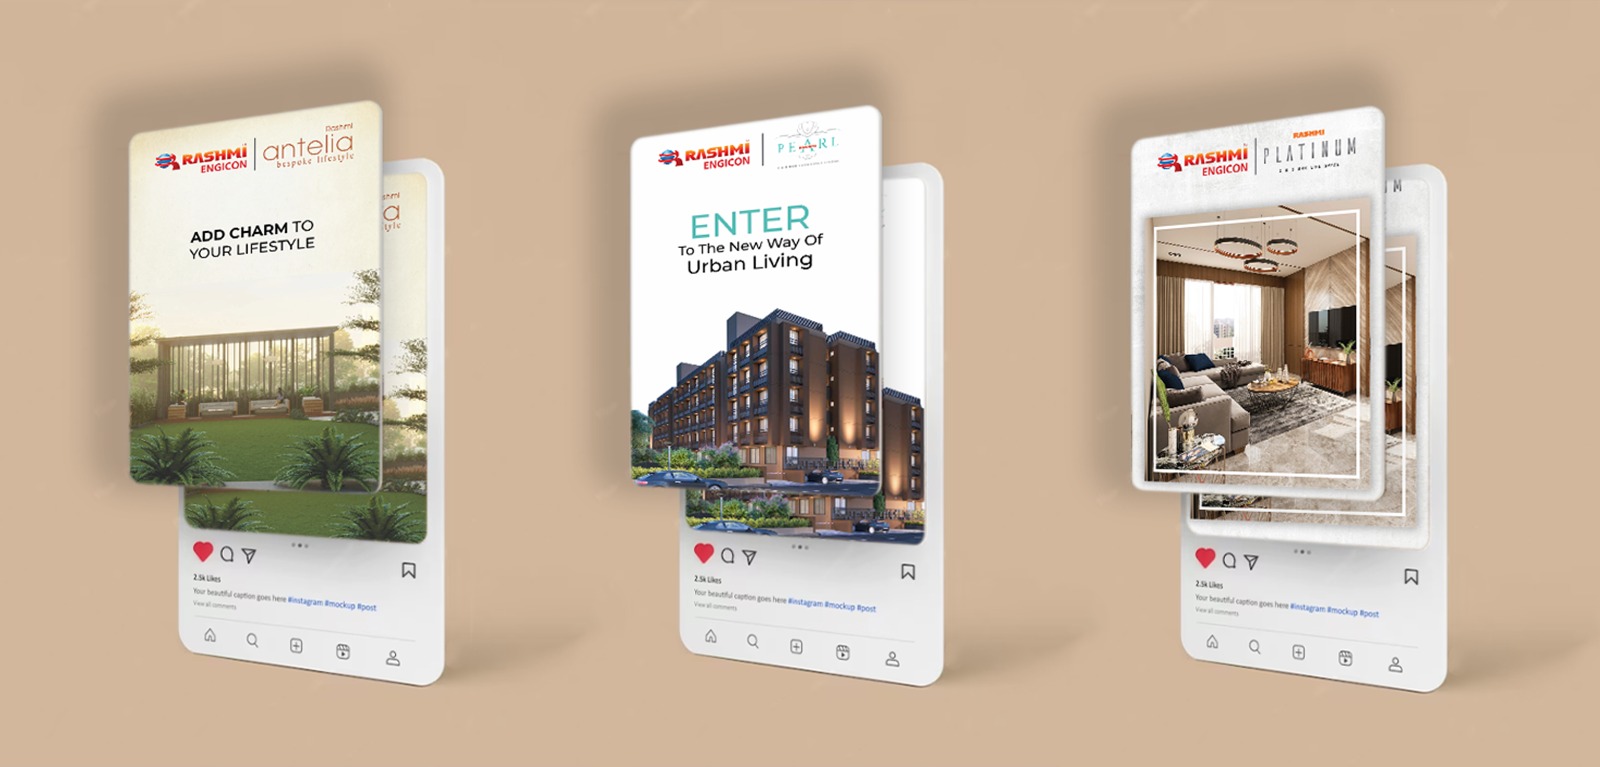 RASHMI
ENGICON
Rashmi
antelia
bespoke lifestyle
ADD CHARM TO
YOUR LIFESTYLE
2.5k Likes
Your beautiful caption goes here #instagram #mockup #post
View all comments
RASHMI
ENGICON
PEARL
ENTER
To The New Way Of
Urban Living
2.5k Likes
Your beautiful caption goes here #instagram #mockup #post
View all comments
RASHMI
ENGICON
RASHMI
PLATINUM
2.5k Likes
Your beautiful caption goes here #instagram #mockup #post
View all comments